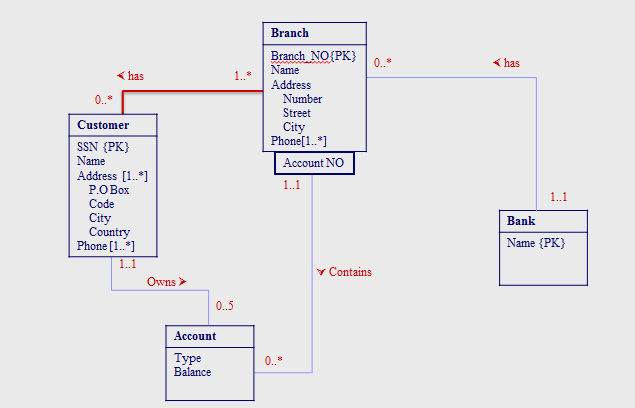 Branch
Branch_NO{PK}
Name
Address
Number
Street
City
Phone[1..*]
Account NO
has
1..*
0..*
0..*
has
Customer
SSN {PK}
Name
Address [1..*]
P.O Box
Code
City
Country
Phone [1..*]
1..1
1..1
1..1
Bank
Name {PK}
Contains
Owns
0..5
Account
Type
Balance
0..*